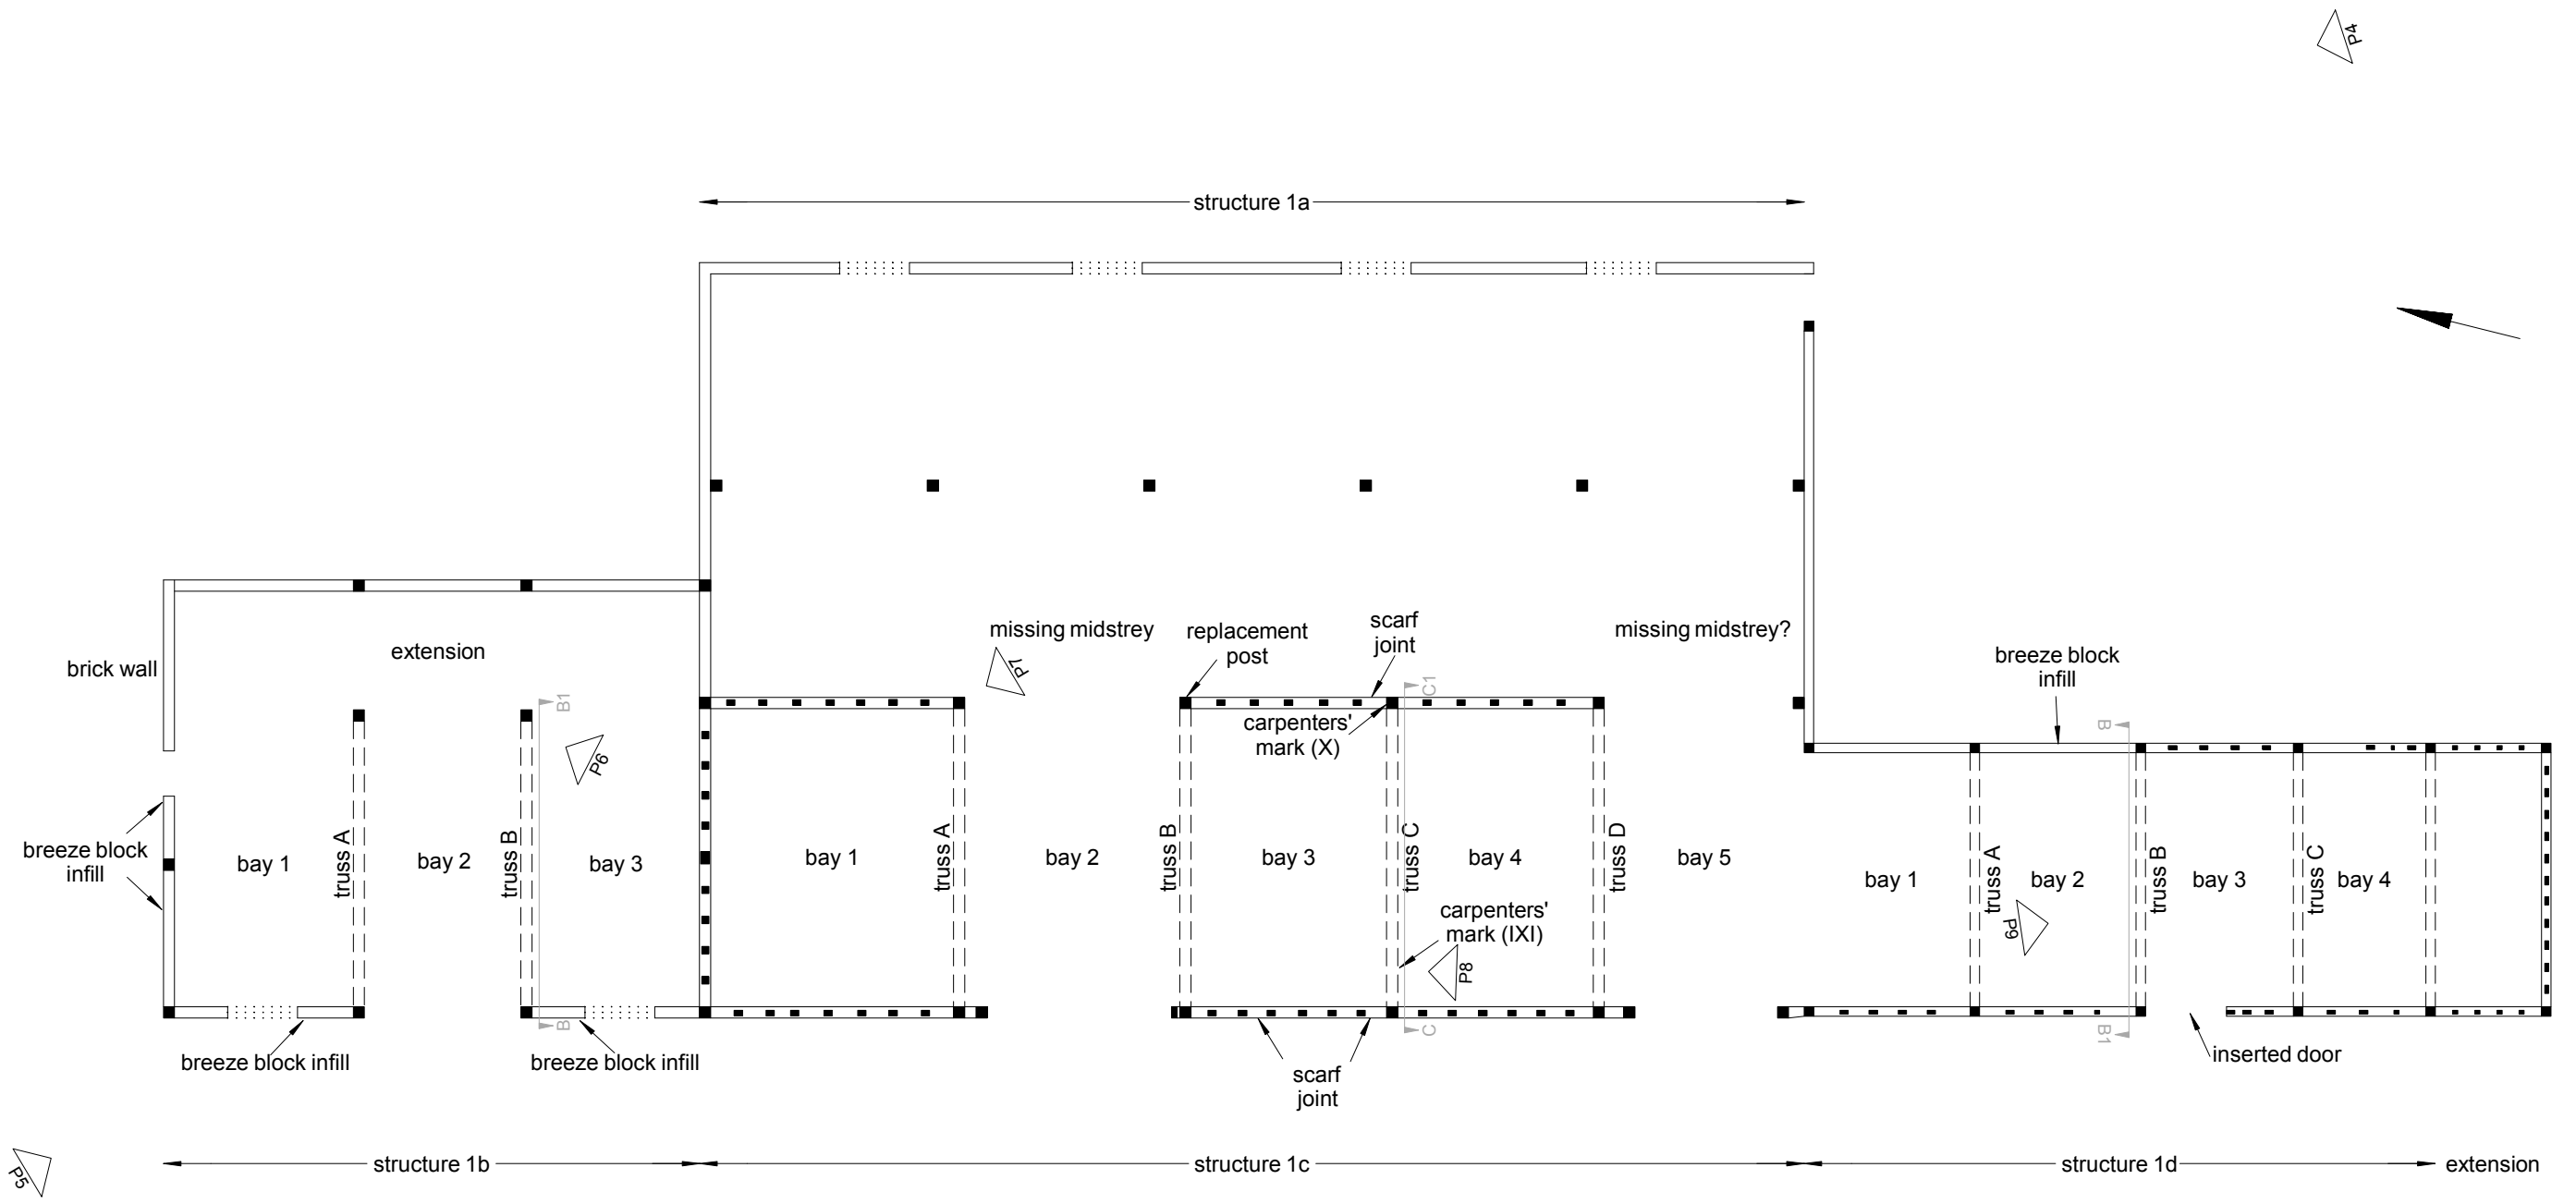 P4
structure 1a
missing midstrey
replacement
post
scarf
joint
missing midstrey?
brick wall
extension
P7
breeze block
infill
B1
C1
B
carpenters'
mark (X)
P6
breeze block
infill
bay 1
truss A
bay 2
truss B
bay 3
bay 1
truss A
bay 2
truss B
bay 3
truss C
bay 4
truss D
bay 5
bay 1
truss A
bay 2
truss B
bay 3
truss C
bay 4
carpenters'
mark (IXI)
P8
P9
B
C
B1
breeze block infill
breeze block infill
scarf
joint
inserted door
P5
structure 1b
structure 1c
structure 1d
extension